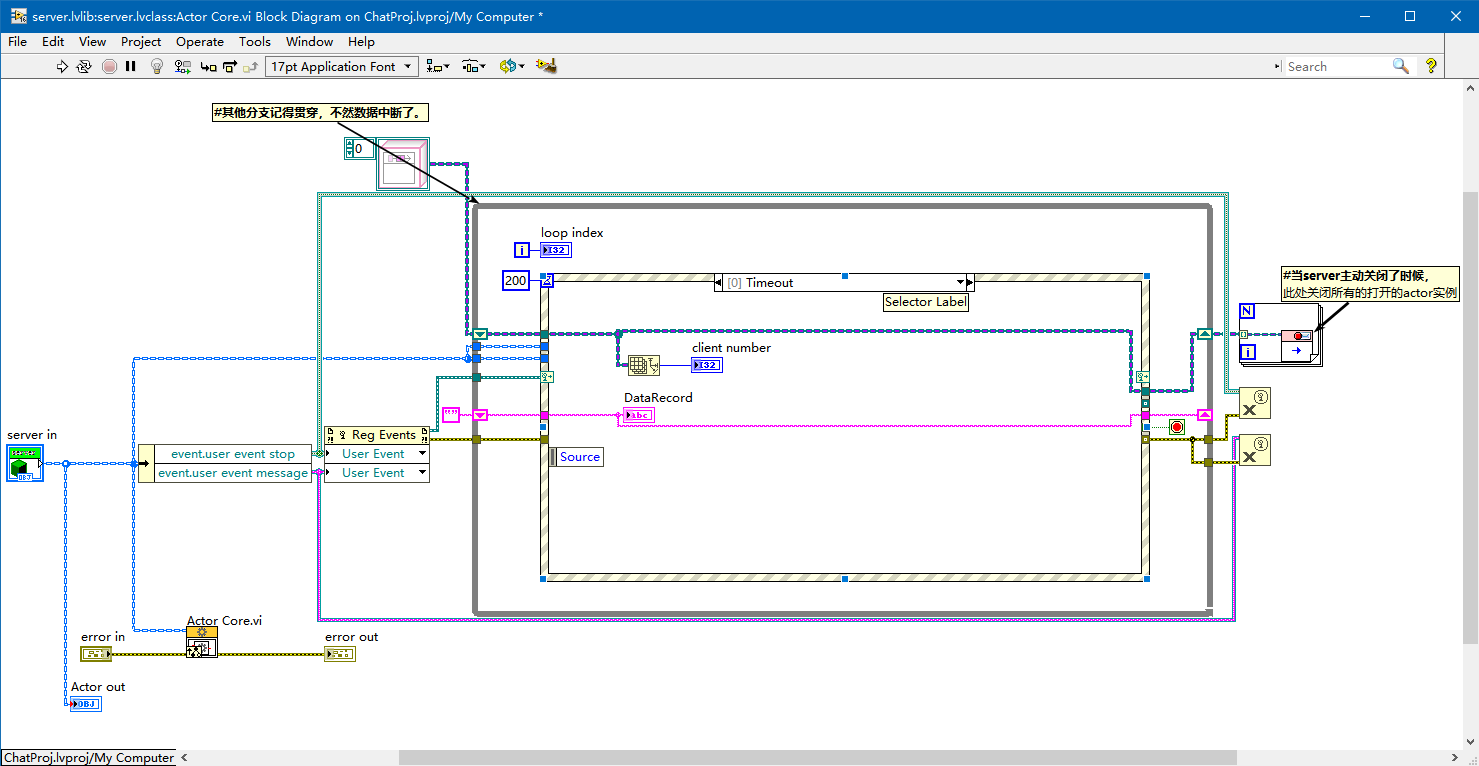 server.lvlib:server.lvclass:Actor Core.vi Block Diagram on ChatProj.lvproj/My Computer *
File Edit View Project Operate Tools Window Help
17pt Application Font
Search
#其他分支记得贯穿，不然数据中断了。
0
loop index
i
I32
200
[0] Timeout
Selector Label
#当server主动关闭了时候，
此处关闭所有的打开的actor实例
N
i
client number
I32
DataRecord
abc
Reg Events
server in
event.user event stop
User Event
Source
event.user event message
User Event
OBJ
Actor Core.vi
error in
error out
Actor out
OBJ
ChatProj.lvproj/My Computer